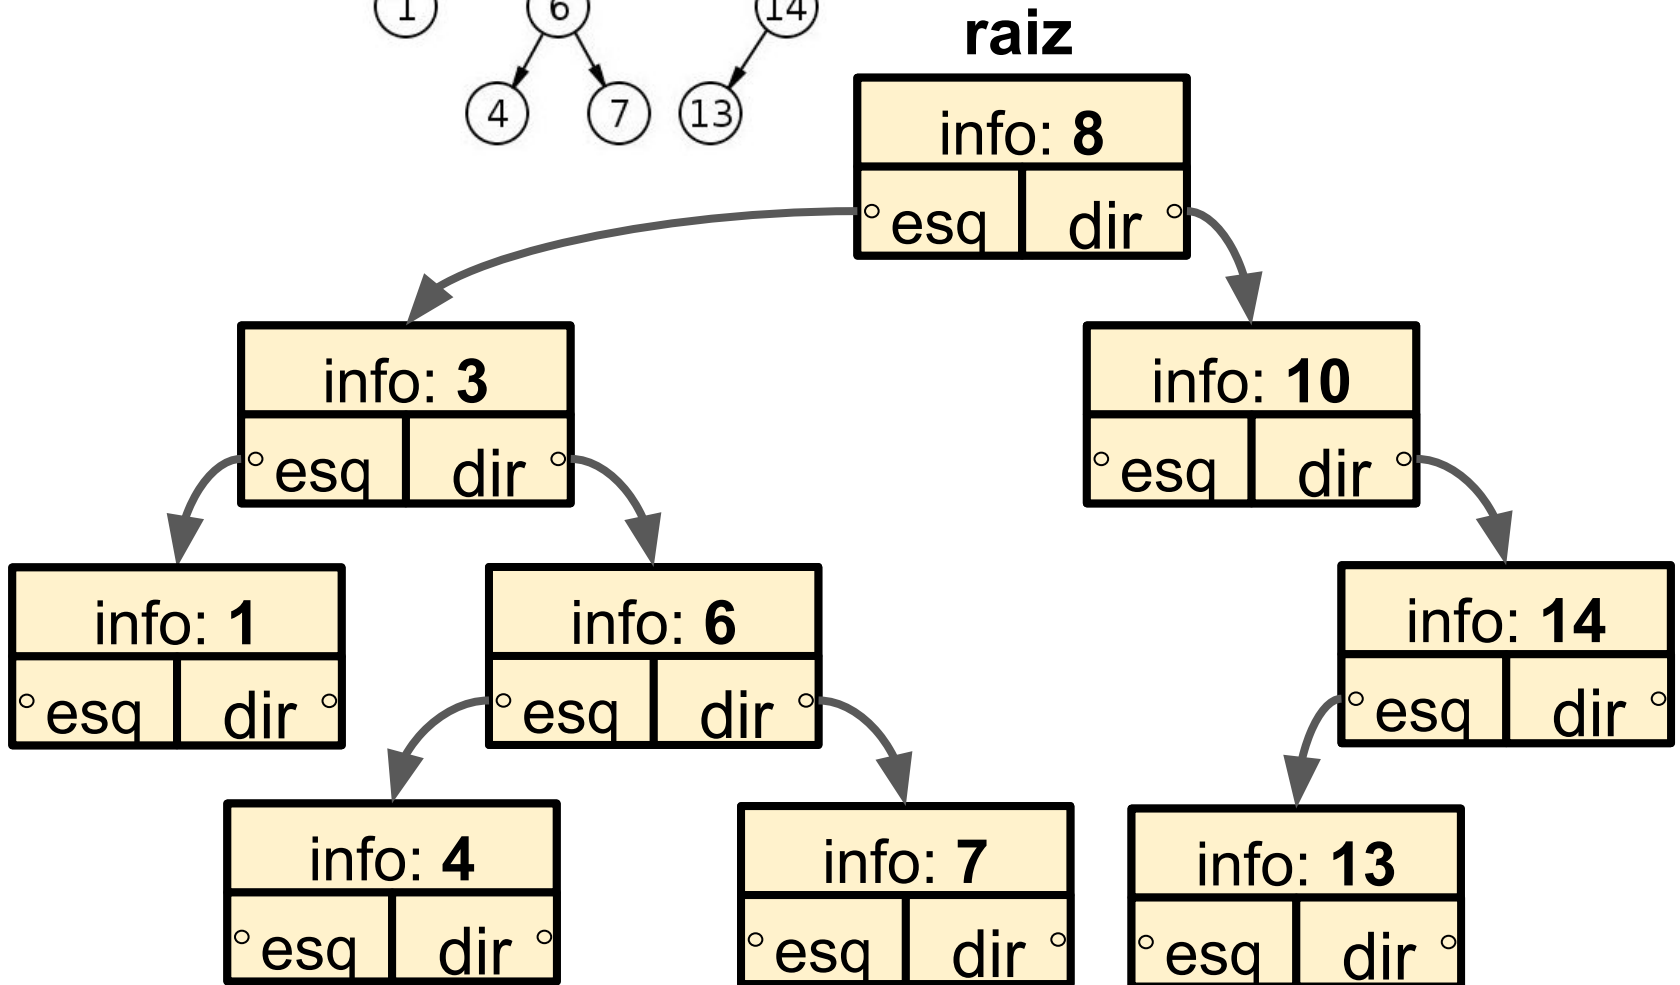 1 6 14
raiz
4 7 13
info: 8
esq dir
info: 3 info: 10
esq dir esq dir
info: 1 info: 6 info: 14
esq dir esq dir esq dir
info: 4 info: 7 info: 13
esq dir esq dir esq dir